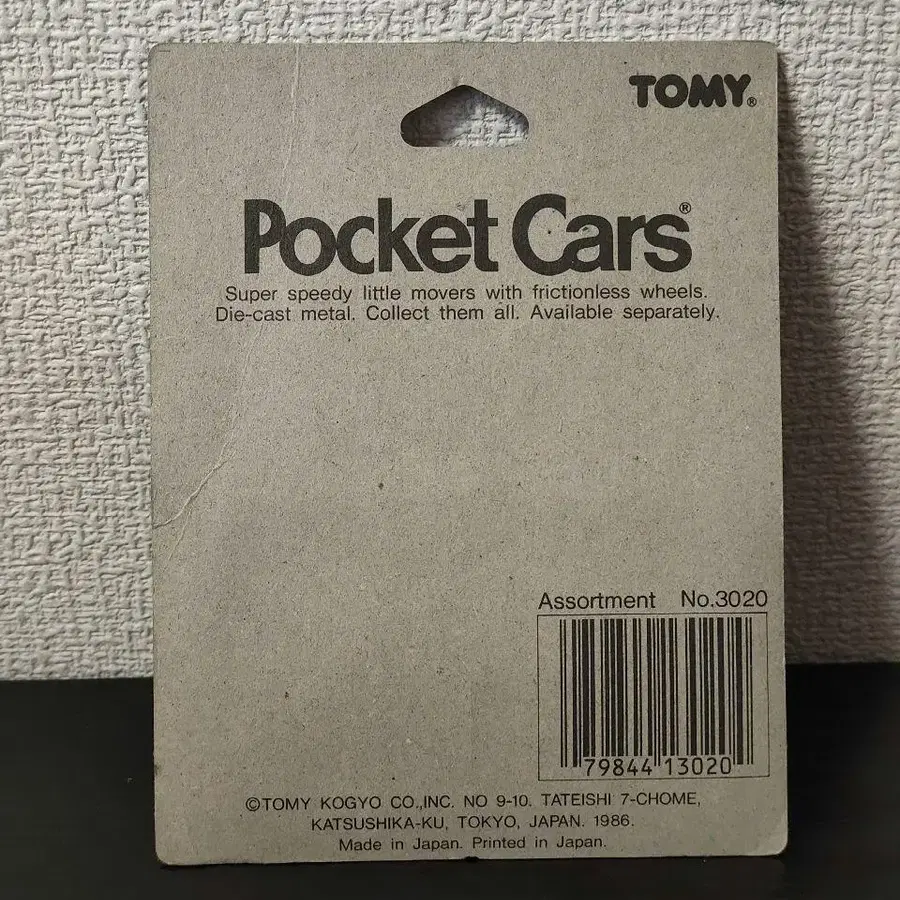 TOMY®
Pocket Cars®
Super speedy little movers with frictionless wheels.
Die-cast metal. Collect them all. Available separately.
Assortment No.3020
79844 13020
©TOMY KOGYO CO.,INC. NO 9-10. TATEISHI 7-CHOME,
KATSUSHIKA-KU, TOKYO, JAPAN. 1986.
Made in Japan. Printed in Japan.